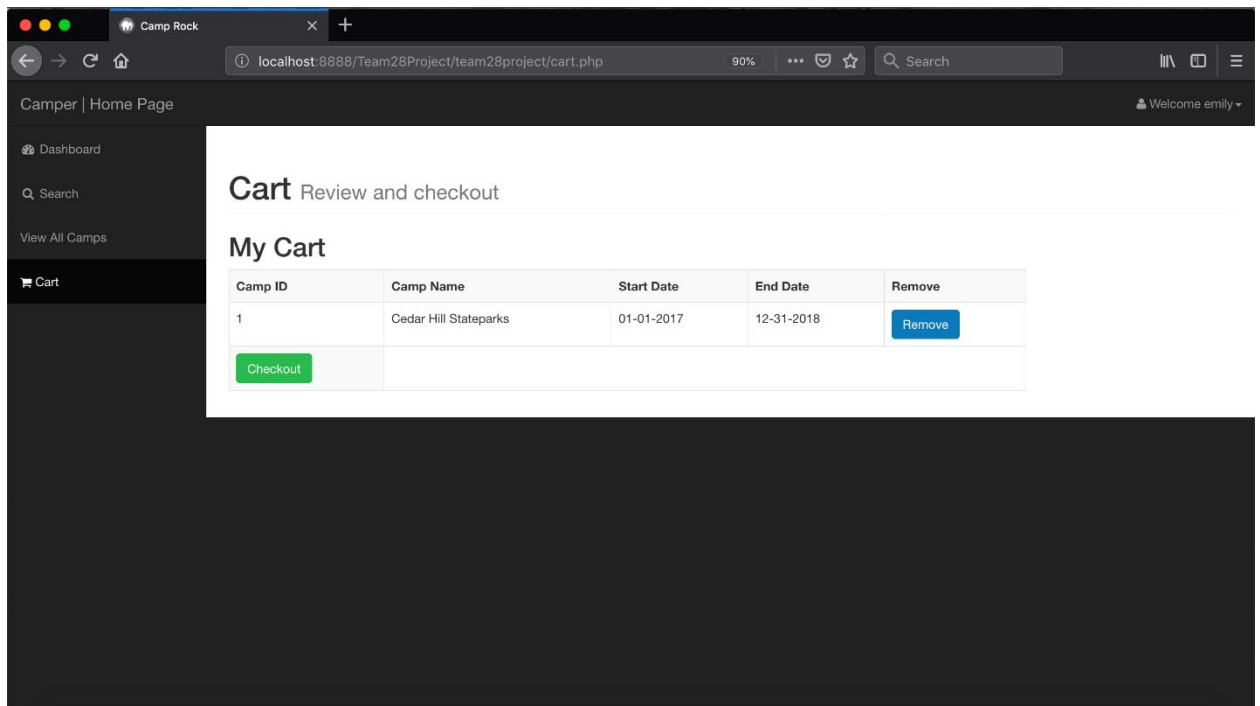 Camp Rock
localhost:8888/Team28Project/team28project/cart.php 90% Search
Camper | Home Page Welcome emily
Dashboard
Search
View All Camps
Cart
Cart Review and checkout
My Cart
Camp ID Camp Name Start Date End Date Remove
1 Cedar Hill Stateparks 01-01-2017 12-31-2018 Remove
Checkout